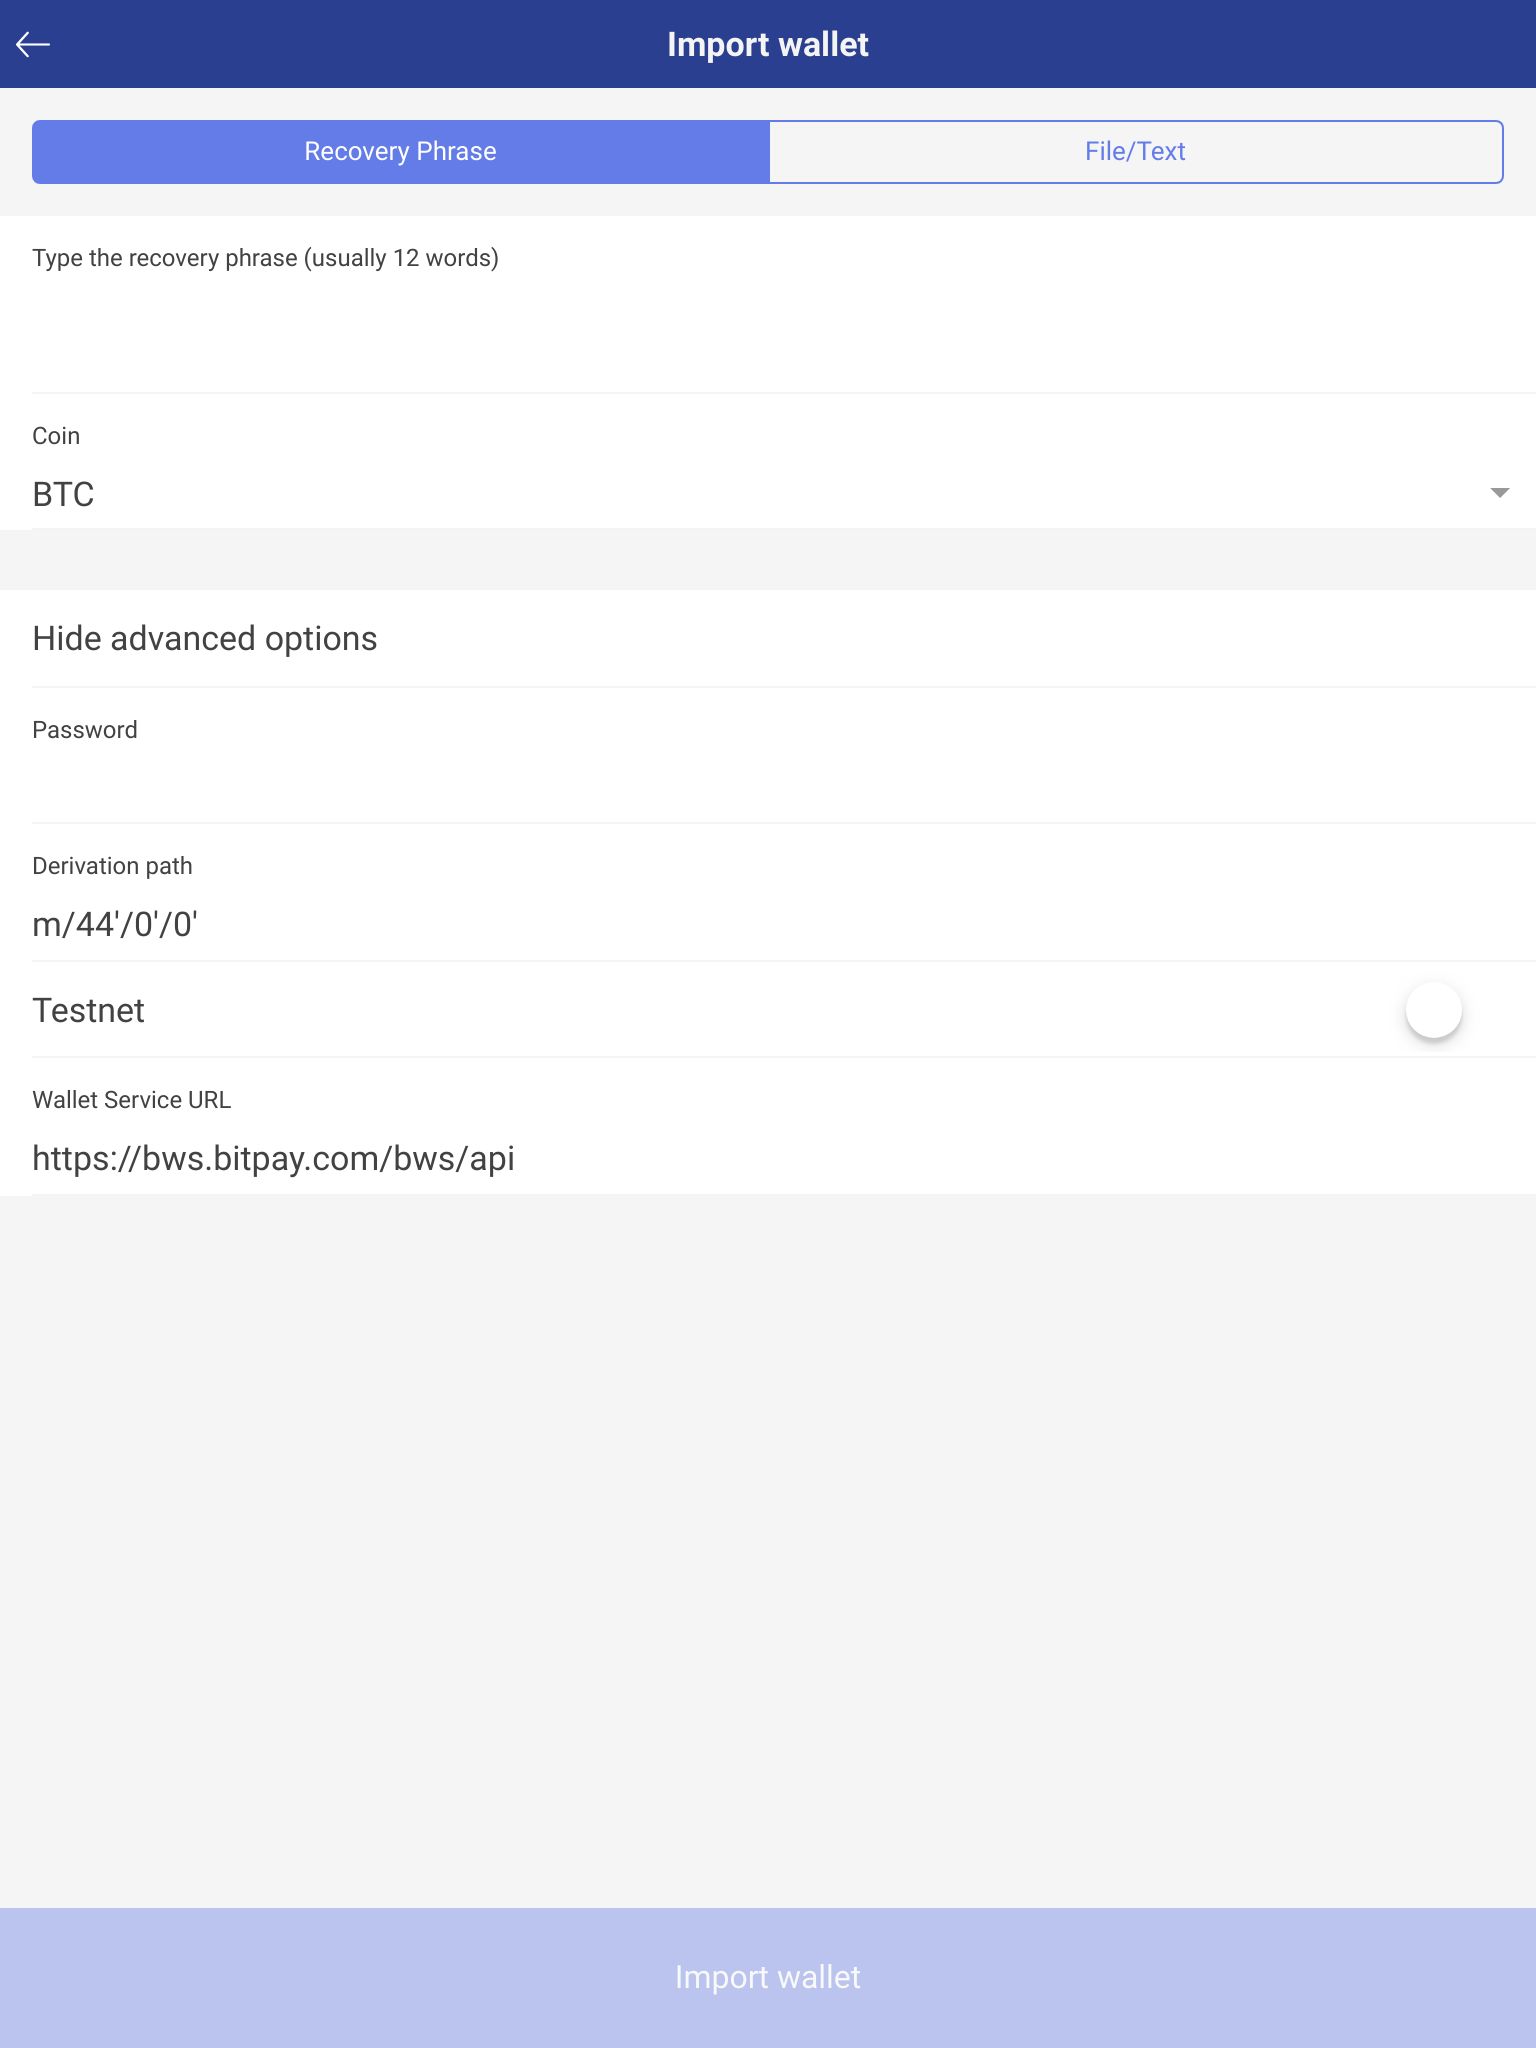 Import wallet
Recovery Phrase
File/Text
Type the recovery phrase (usually 12 words)
Coin
BTC
Hide advanced options
Password
Derivation path
m/44'/0'/0'
Testnet
Wallet Service URL
https://bws.bitpay.com/bws/api
Import wallet